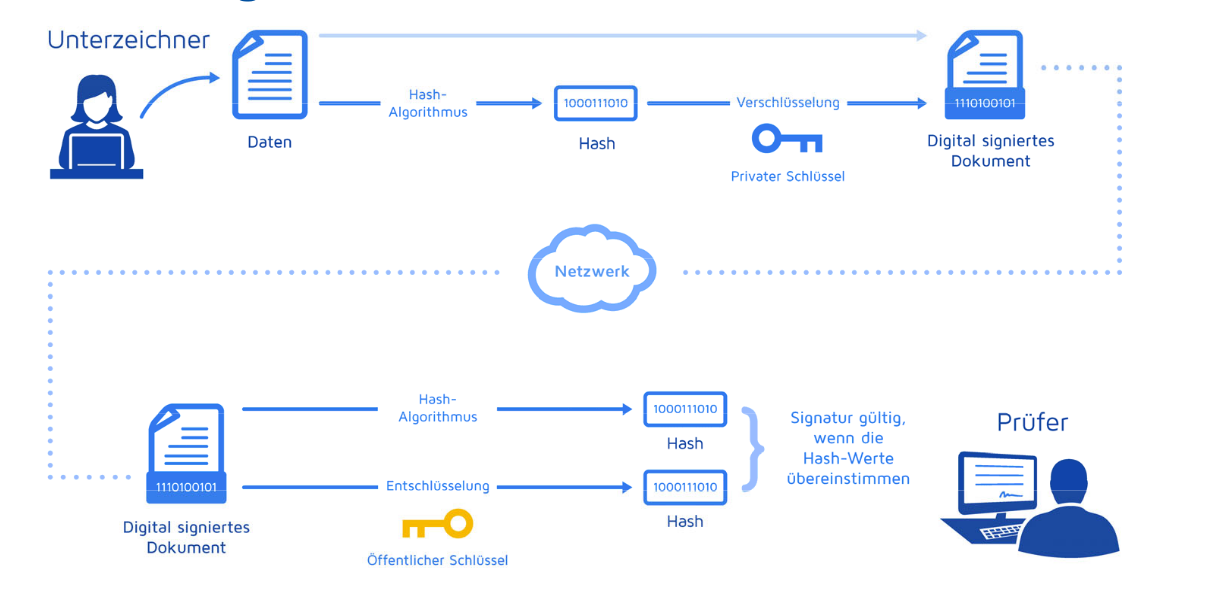 Unterzeichner
Daten
Hash-
Algorithmus
1000111010
Hash
Verschlüsselung
Privater Schlüssel
1110100101
Digital signiertes
Dokument
Netzwerk
1110100101
Digital signiertes
Dokument
Hash-
Algorithmus
1000111010
Hash
Entschlüsselung
Öffentlicher Schlüssel
1000111010
Hash
Signatur gültig,
wenn die
Hash-Werte
übereinstimmen
Prüfer